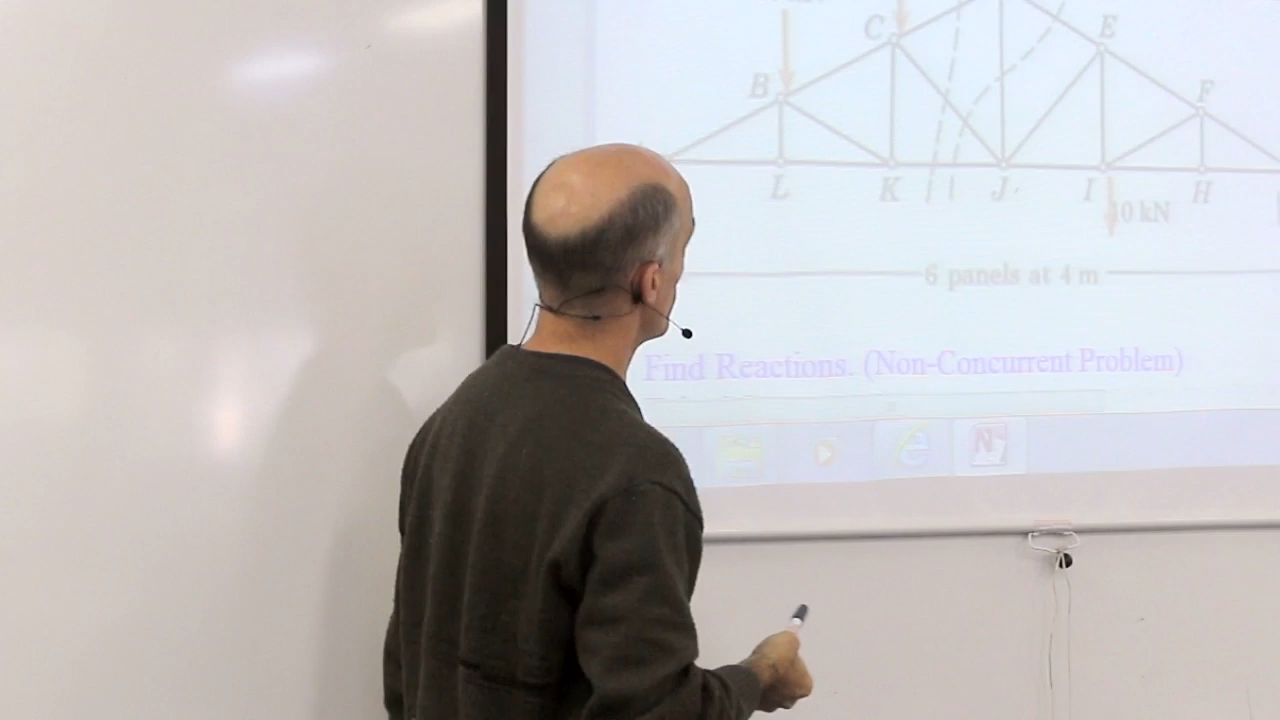 C
E
B
F
L K J I H
10 kN
6 panels at 4 m
Find Reactions. (Non-Concurrent Problem)
N